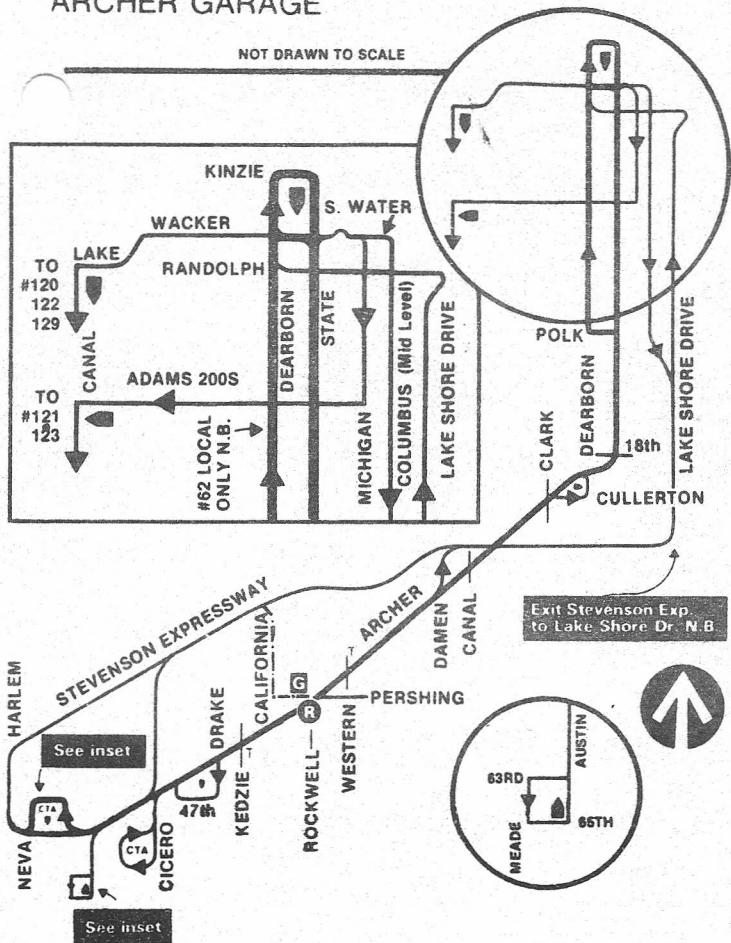 ARCHER GARAGE
NOT DRAWN TO SCALE
KINZIE
S. WATER
WACKER
LAKE
RANDOLPH
TO
#120
122
129
CANAL
DEARBORN
STATE
ADAMS 200S
TO
#121
123
#62 LOCAL
ONLY N.B.
MICHIGAN
COLUMBUS (Mid Level)
LAKE SHORE DRIVE
POLK
DEARBORN
LAKE SHORE DRIVE
CLARK
18th
CULLERTON
STEVENSON EXPRESSWAY
HARLEM
CALIFORNIA
ARCHER
DAMEN
CANAL
Exit Stevenson Exp.
to Lake Shore Dr. N.B
G
PERSHING
R
DRAKE
WESTERN
See inset
CTA
47th
KEDZIE
ROCKWELL
NEVA
CTA
CICERO
See inset
AUSTIN
63RD
MEADE
65TH